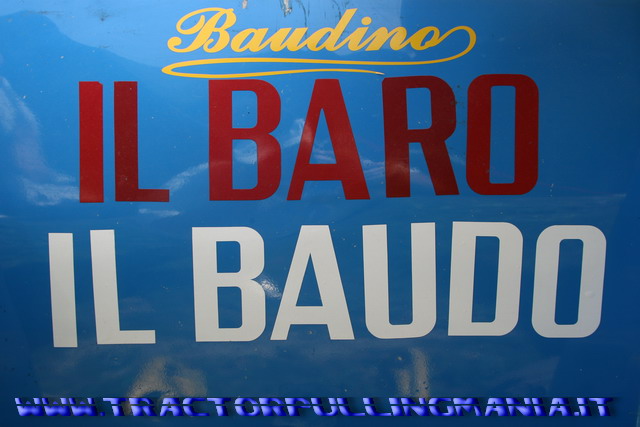 Baudino
IL BARO
IL BAUDO
WWW.TRACTORPULLINGMANIA.IT